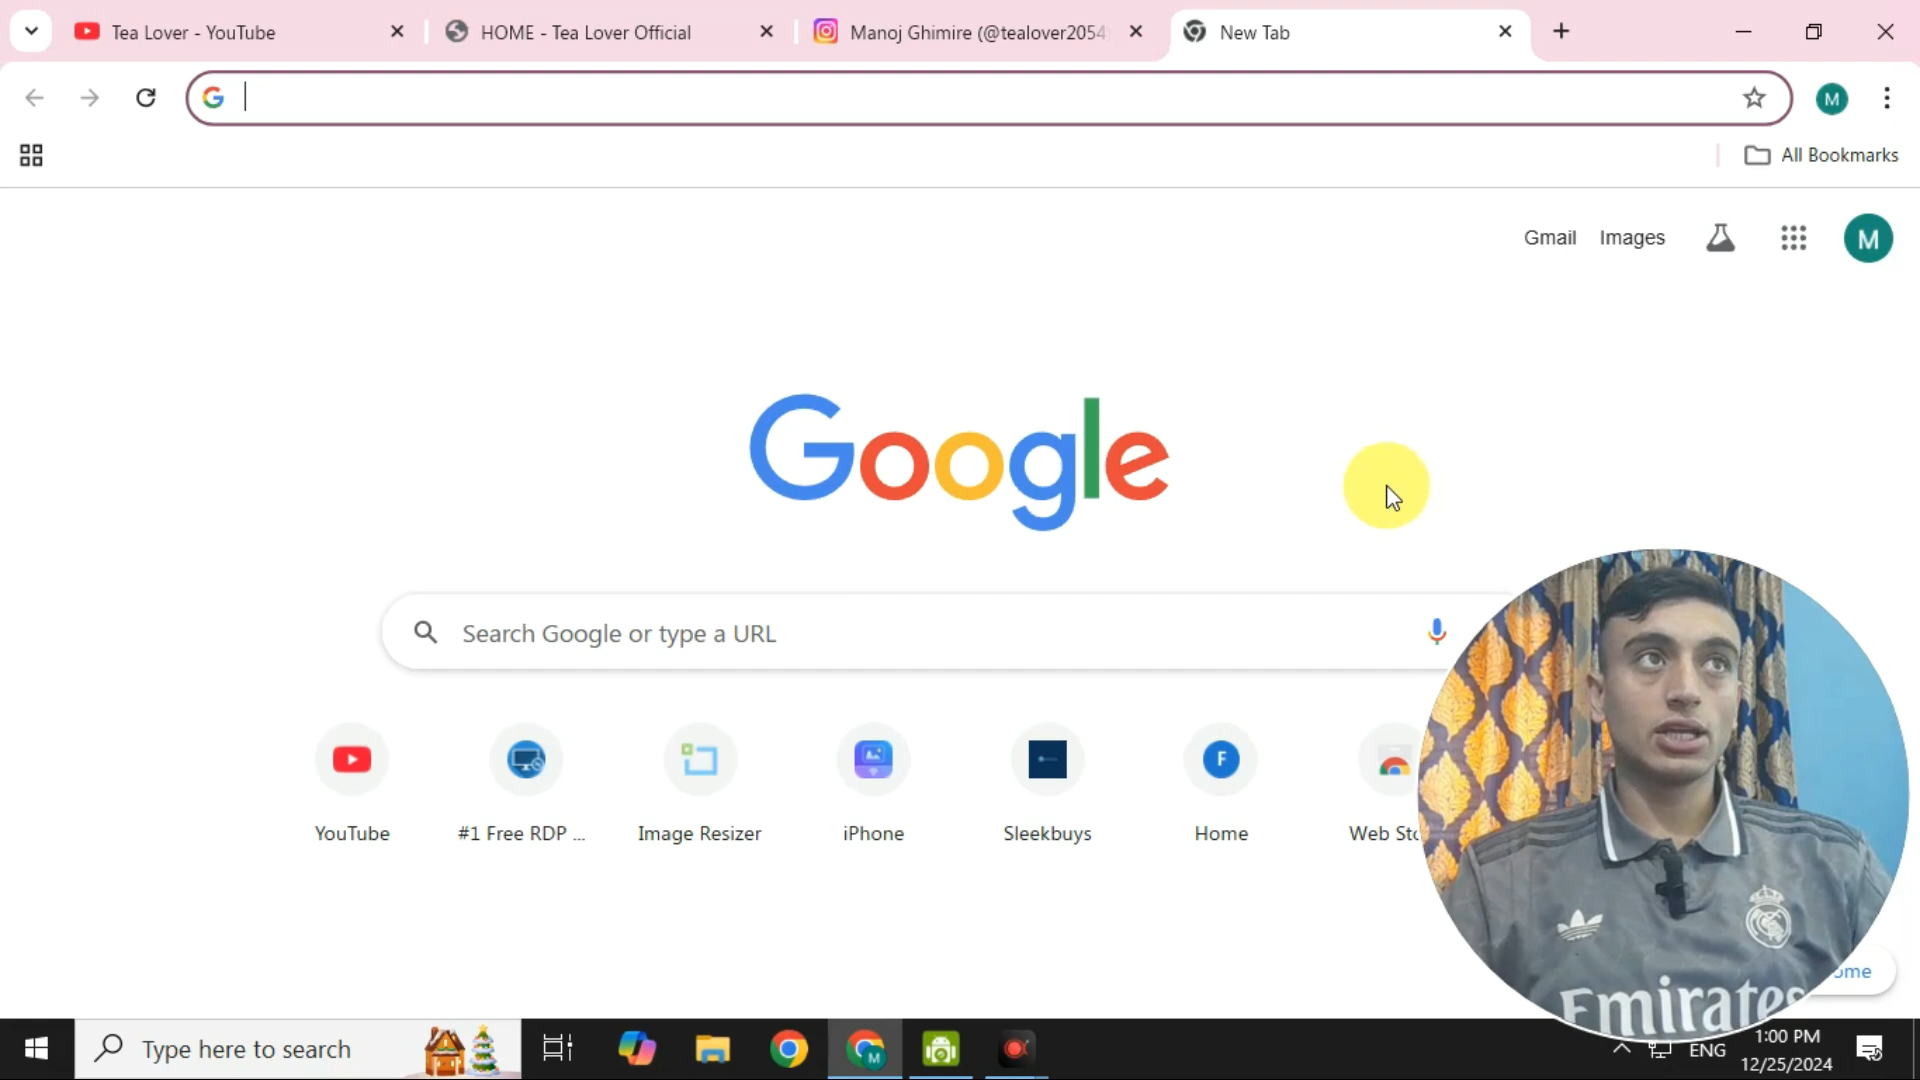 Tea Lover - YouTube
HOME - Tea Lover Official
Manoj Ghimire (@tealover2054
New Tab
All Bookmarks
Gmail
Images
M
Google
Search Google or type a URL
YouTube
#1 Free RDP ...
Image Resizer
iPhone
Sleekbuys
F
Home
Web Sto
ome
Emirates
Type here to search
M
ENG
1:00 PM
12/25/2024